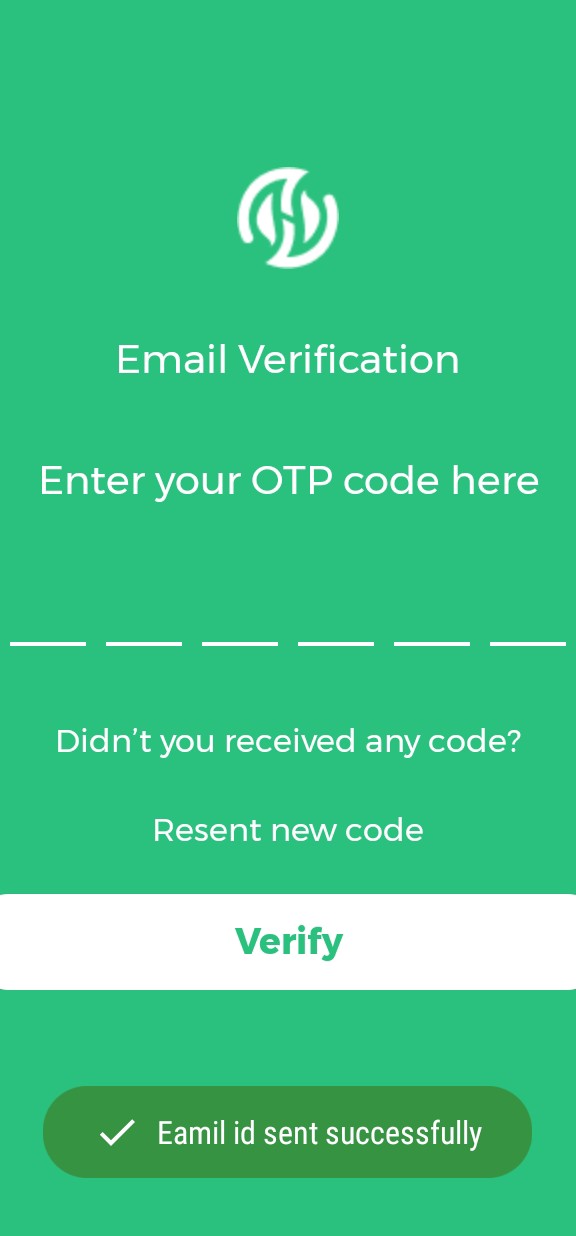 Email Verification
Enter your OTP code here
Didn’t you received any code?
Resent new code
Verify
Eamil id sent successfully